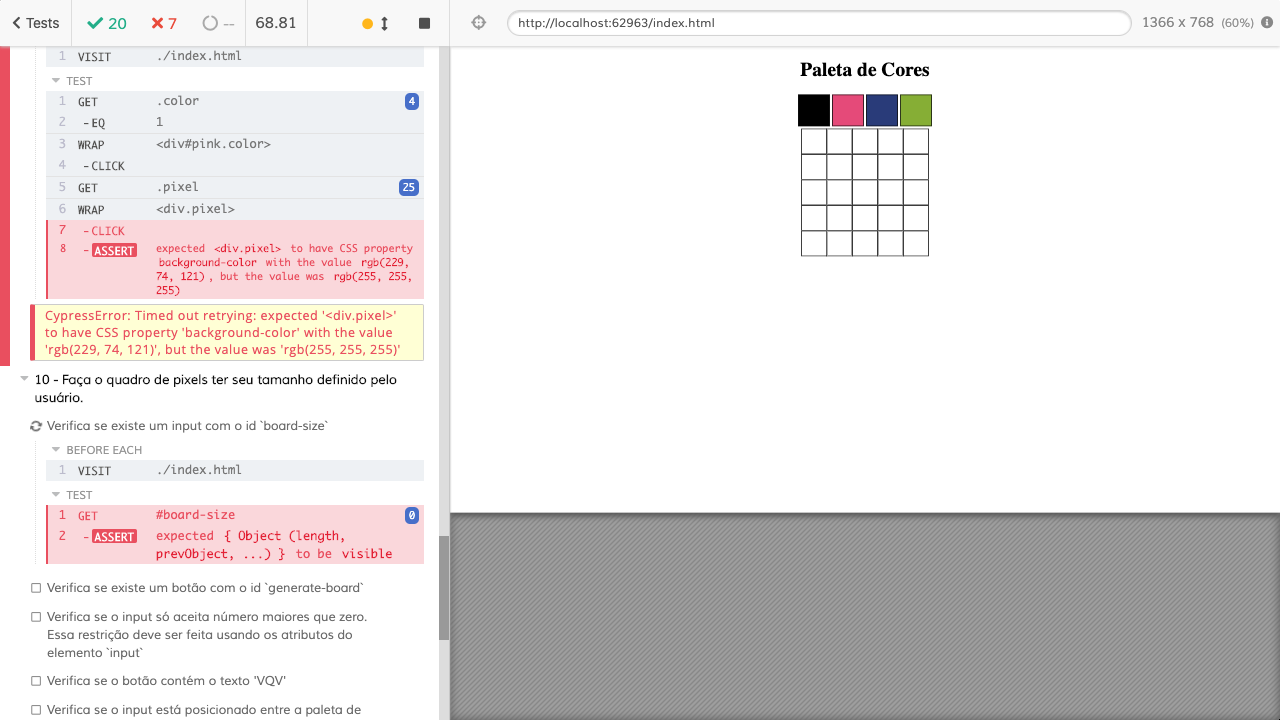 Tests 20 7 -- 68.81 http://localhost:62963/index.html 1366 x 768 (60%)
1 VISIT ./index.html
TEST
1 GET .color 4
2 - EQ 1
3 WRAP <div#pink.color>
4 - CLICK
5 GET .pixel 25
6 WRAP <div.pixel>
7 - CLICK
8 - ASSERT expected <div.pixel> to have CSS property
background-color with the value rgb(229,
74, 121) , but the value was rgb(255, 255,
255)
CypressError: Timed out retrying: expected '<div.pixel>'
to have CSS property 'background-color' with the value
'rgb(229, 74, 121)', but the value was 'rgb(255, 255, 255)'
10 - Faça o quadro de pixels ter seu tamanho definido pelo
usuário.
Verifica se existe um input com o id `board-size`
BEFORE EACH
1 VISIT ./index.html
TEST
1 GET #board-size 0
2 - ASSERT expected { Object (length,
prevObject, ...) } to be visible
Verifica se existe um botão com o id `generate-board`
Verifica se o input só aceita número maiores que zero.
Essa restrição deve ser feita usando os atributos do
elemento `input`
Verifica se o botão contém o texto 'VQV'
Verifica se o input está posicionado entre a paleta de
Paleta de Cores